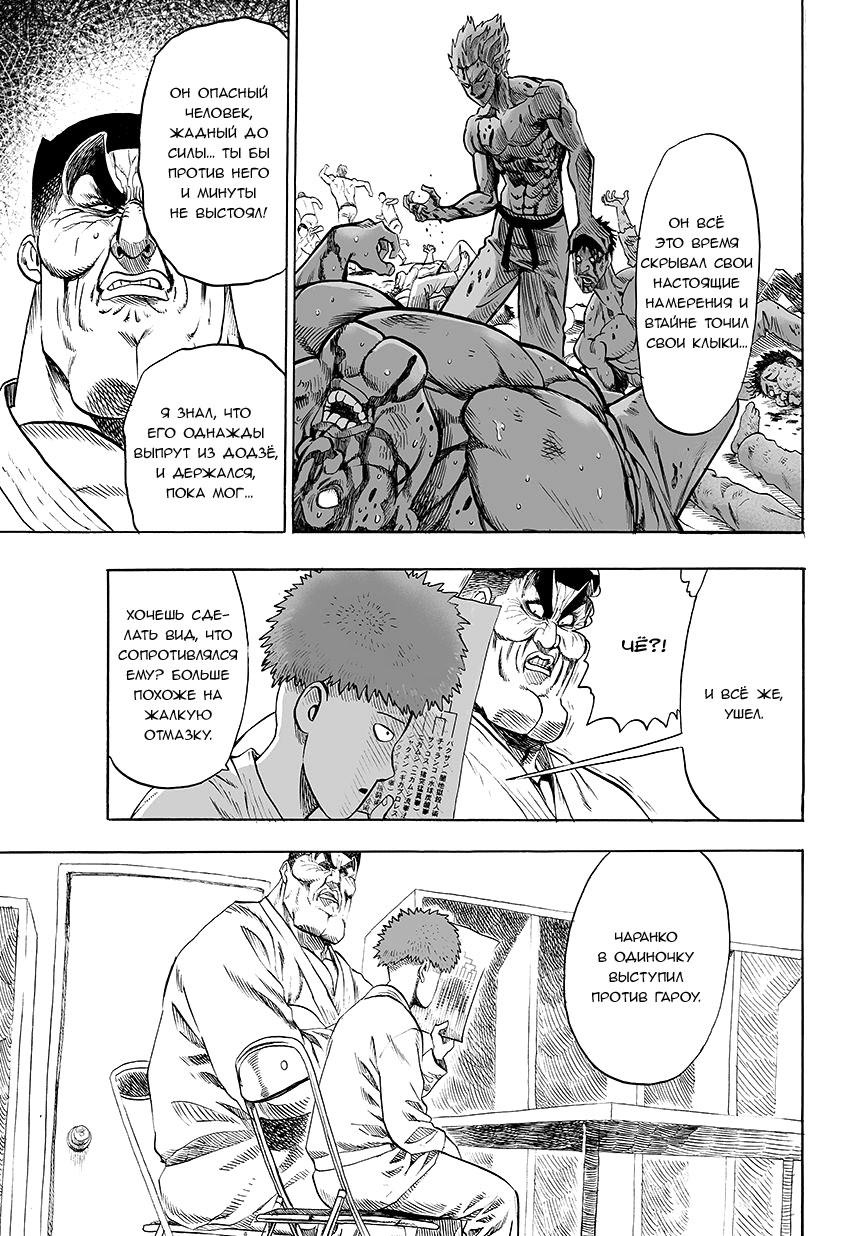 ОН ВСЁ
ЭТО ВРЕМЯ
СКРЫВАЛ СВОИ
НАСТОЯЩИЕ
НАМЕРЕНИЯ И
ВТАЙНЕ ТОЧИЛ
СВОИ КЛЫКИ...
ОН ОПАСНЫЙ
ЧЕЛОВЕК,
ЖАДНЫЙ ДО
СИЛЫ... ТЫ БЫ
ПРОТИВ НЕГО
И МИНУТЫ
НЕ ВЫСТОЯЛ!
Я ЗНАЛ, ЧТО
ЕГО ОДНАЖДЫ
ВЫПРУТ ИЗ ДОДЗЁ,
И ДЕРЖАЛСЯ,
ПОКА МОГ...
И ВСЁ ЖЕ,
УШЕЛ.
ЧЁ?!
ХОЧЕШЬ СДЕ-
ЛАТЬ ВИД, ЧТО
СОПРОТИВЛЯЛСЯ
ЕМУ? БОЛЬШЕ
ПОХОЖЕ НА
ЖАЛКУЮ
ОТМАЗКУ.
ЧАРАНКО
В ОДИНОЧКУ
ВЫСТУПИЛ
ПРОТИВ ГАРОУ.